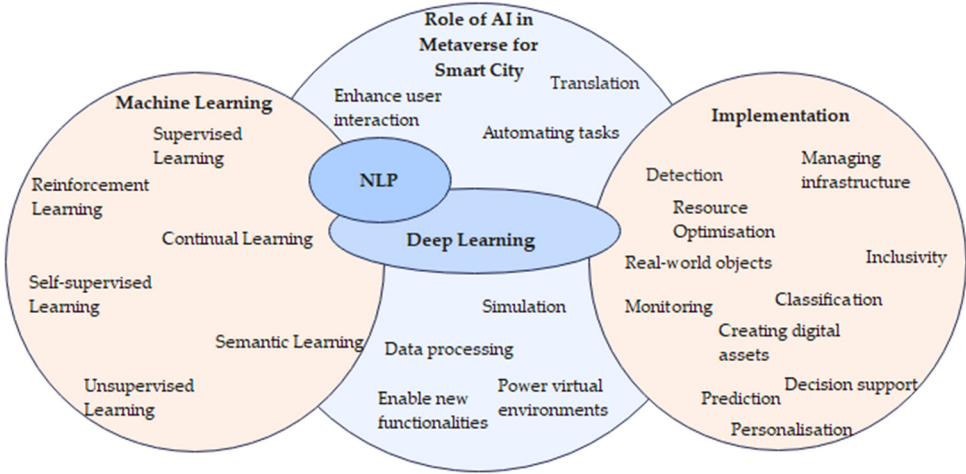 Role of AI in
Metaverse for
Smart City
Translation
Enhance user
interaction
Automating tasks
Machine Learning
Supervised
Learning
Reinforcement
Learning
Continual Learning
Self-supervised
Learning
Semantic Learning
Unsupervised
Learning
NLP
Deep Learning
Simulation
Data processing
Enable new
functionalities
Power virtual
environments
Implementation
Detection
Managing
infrastructure
Resource
Optimisation
Real-world objects
Inclusivity
Monitoring
Classification
Creating digital
assets
Decision support
Prediction
Personalisation